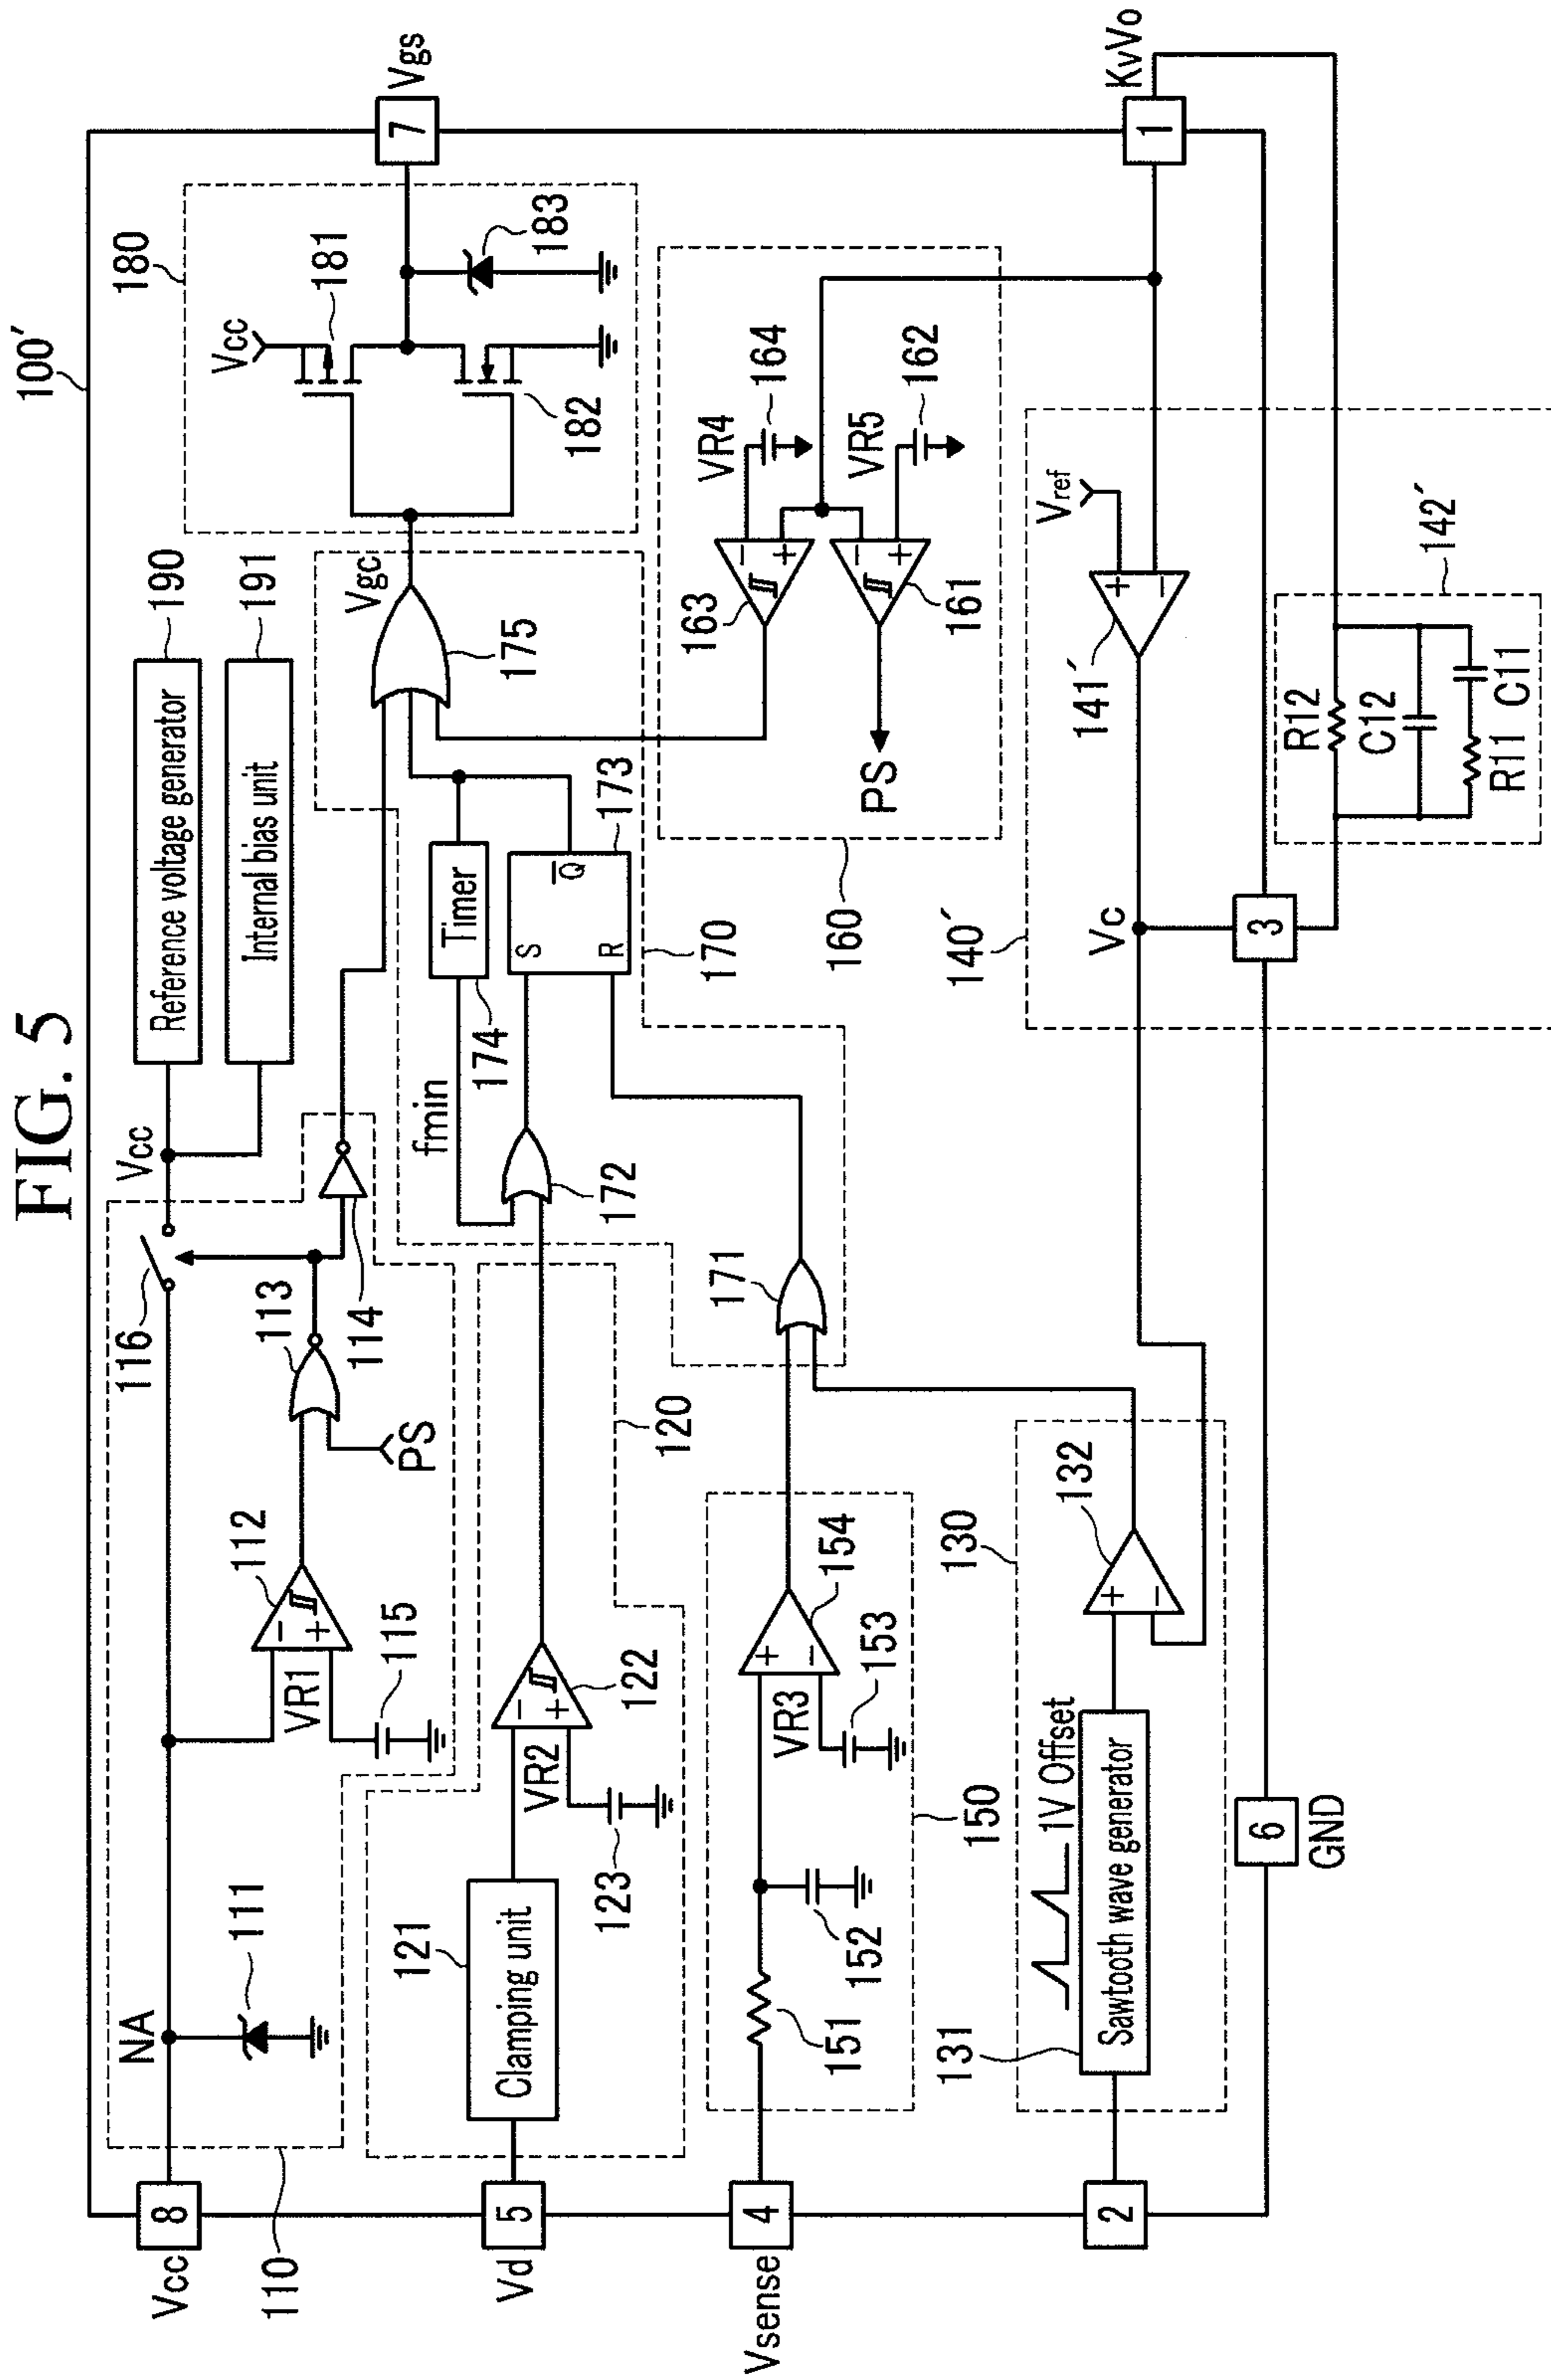 FIG. 5
100′
190
Reference voltage generator
191
Internal bias unit
Vcc
116
NA
111
8
Vcc
110
112
VR1
-
+
115
113
PS
114
180
Vcc
181
182
183
7
Vgs
Vgc
175
fmin
Timer
174
172
S
R
Q
173
170
5
Vd
121
Clamping unit
VR2
-
+
122
123
120
171
VR4
164
-
+
163
VR5
162
-
+
161
PS
160
4
Vsense
151
152
VR3
153
+
-
154
150
1
KvVo
Vref
+
-
141′
142′
140′
Vc
3
R12
C12
R11
C11
2
131
1V Offset
Sawtooth wave generator
130
+
-
132
6
GND